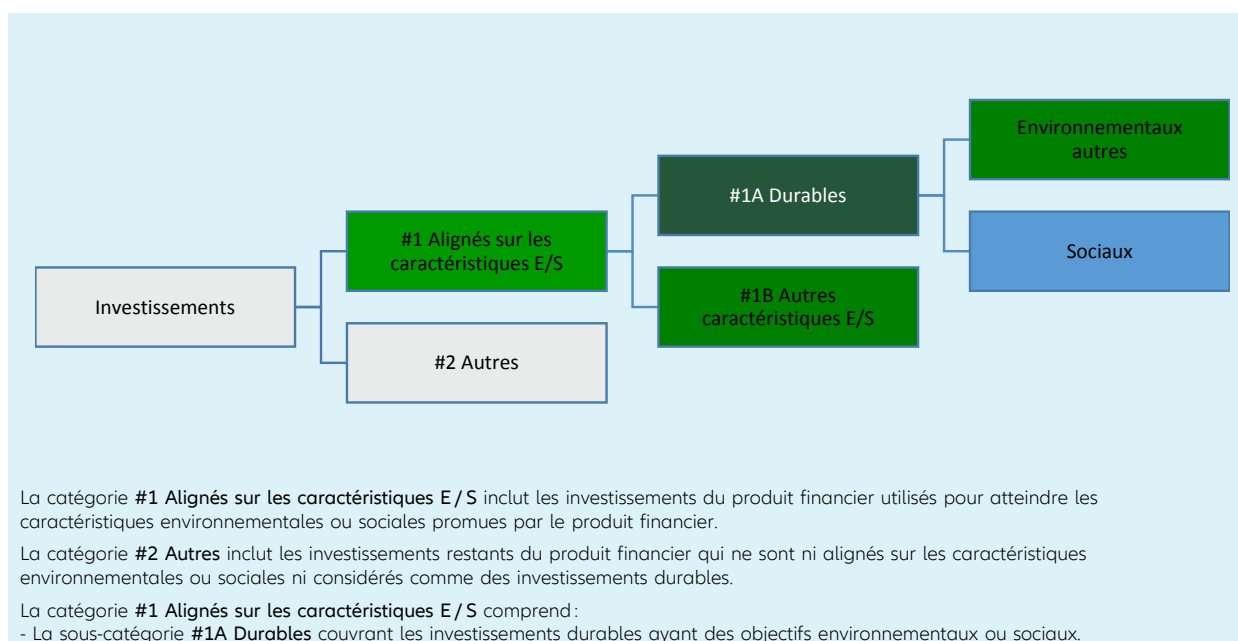 Environnementaux
autres
#1A Durables
#1 Alignés sur les
caractéristiques E/S
Sociaux
Investissements
#1B Autres
caractéristiques E/S
#2 Autres
La catégorie #1 Alignés sur les caractéristiques E / S inclut les investissements du produit financier utilisés pour atteindre les
caractéristiques environnementales ou sociales promues par le produit financier.
La catégorie #2 Autres inclut les investissements restants du produit financier qui ne sont ni alignés sur les caractéristiques
environnementales ou sociales ni considérés comme des investissements durables.
La catégorie #1 Alignés sur les caractéristiques E / S comprend :
- La sous-catégorie #1A Durables couvrant les investissements durables ayant des objectifs environnementaux ou sociaux.